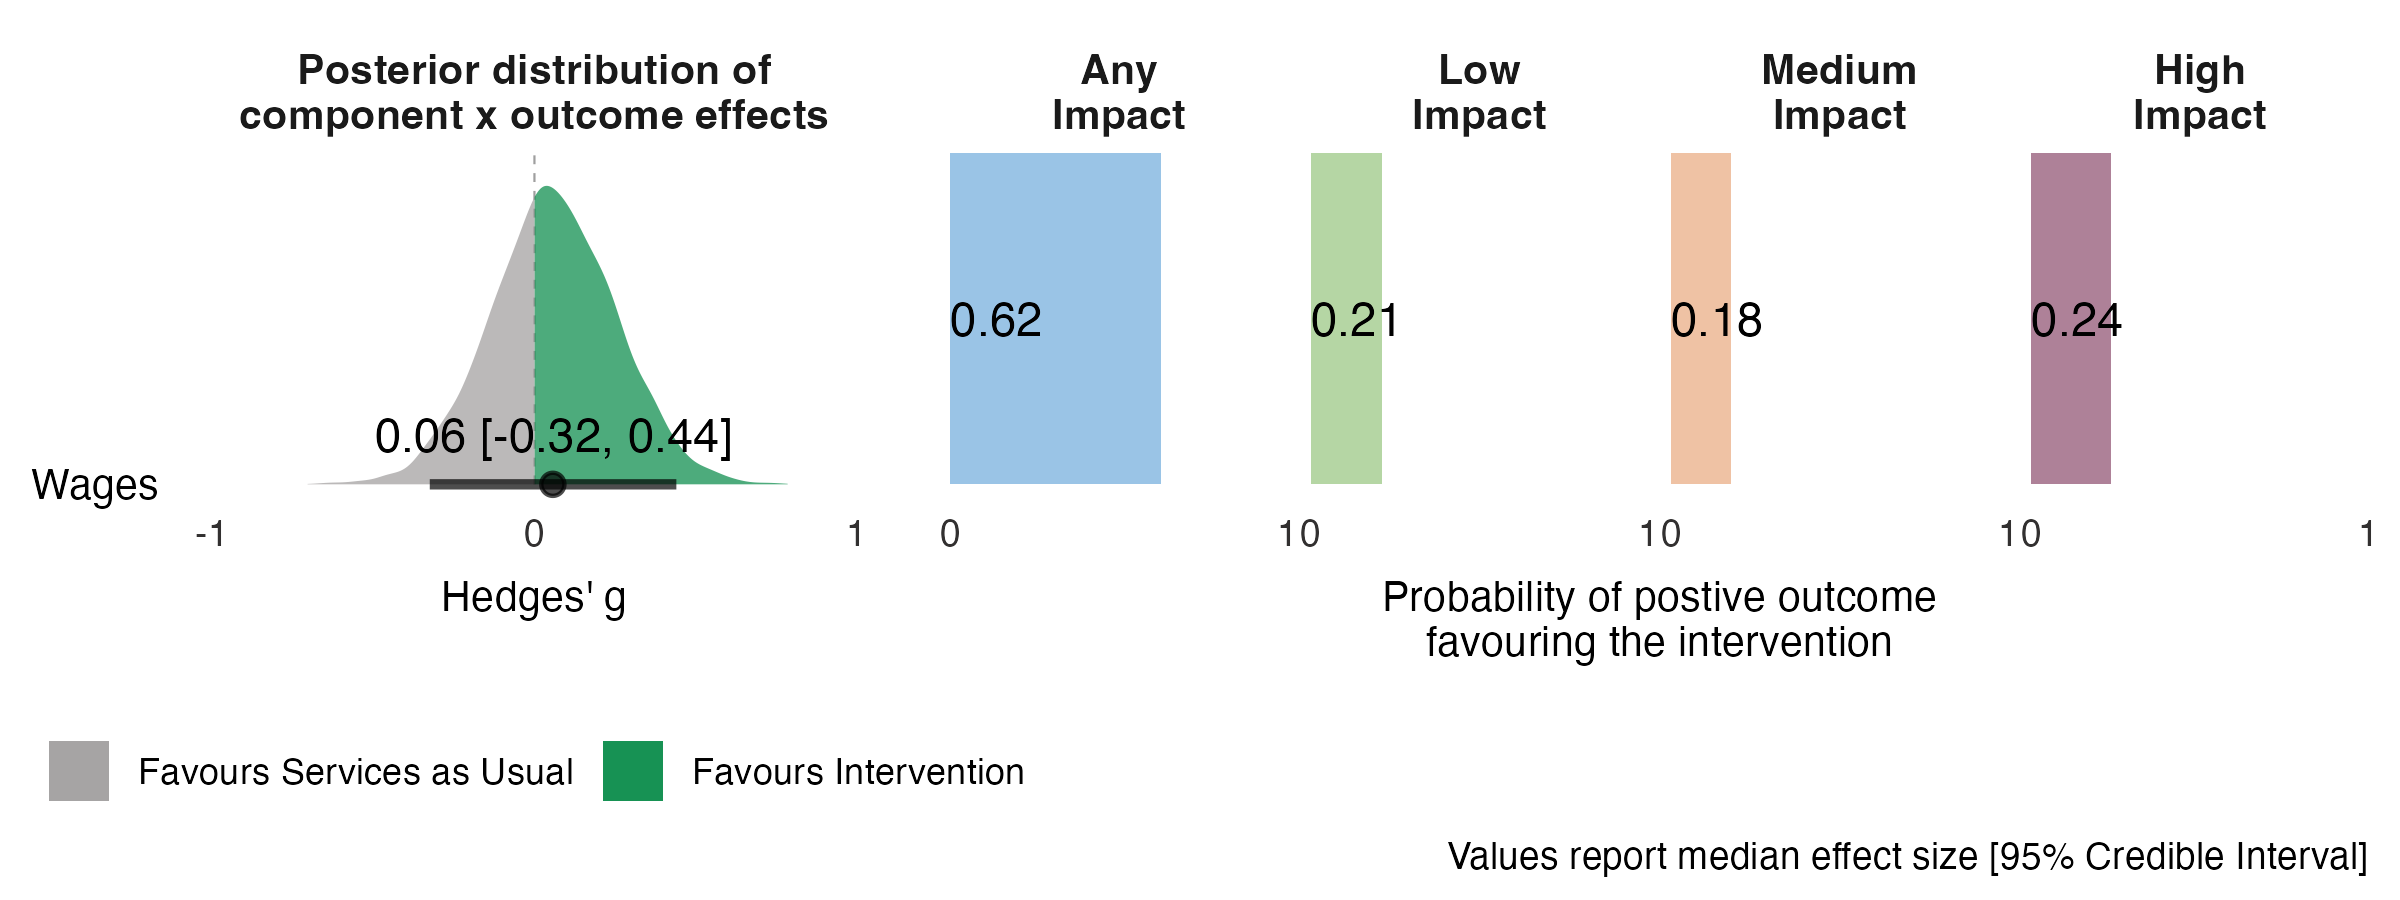 Posterior distribution of
component x outcome effects
Any
Impact
Low
Impact
Medium
Impact
High
Impact
0.62
0.21
0.18
0.24
0.06 [-0.32, 0.44]
Wages
-1 0 1 0 10 10 10 1
Hedges' g
Probability of postive outcome
favouring the intervention
Favours Services as Usual Favours Intervention
Values report median effect size [95% Credible Interval]